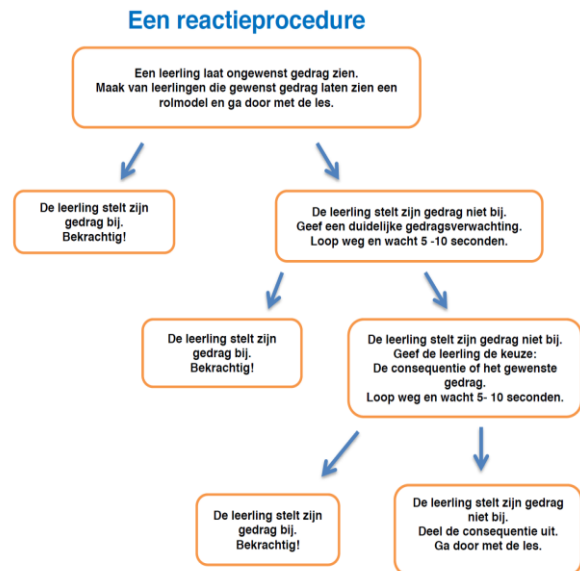 Een reactieprocedure
Een leerling laat ongewenst gedrag zien.
Maak van leerlingen die gewenst gedrag laten zien een
rolmodel en ga door met de les.
De leerling stelt zijn
gedrag bij.
Bekrachtig!
De leerling stelt zijn gedrag niet bij.
Geef een duidelijke gedragsverwachting.
Loop weg en wacht 5 -10 seconden.
De leerling stelt zijn
gedrag bij.
Bekrachtig!
De leerling stelt zijn gedrag niet bij.
Geef de leerling de keuze:
De consequentie of het gewenste
gedrag.
Loop weg en wacht 5- 10 seconden.
De leerling stelt zijn
gedrag bij.
Bekrachtig!
De leerling stelt zijn gedrag
niet bij.
Deel de consequentie uit.
Ga door met de les.